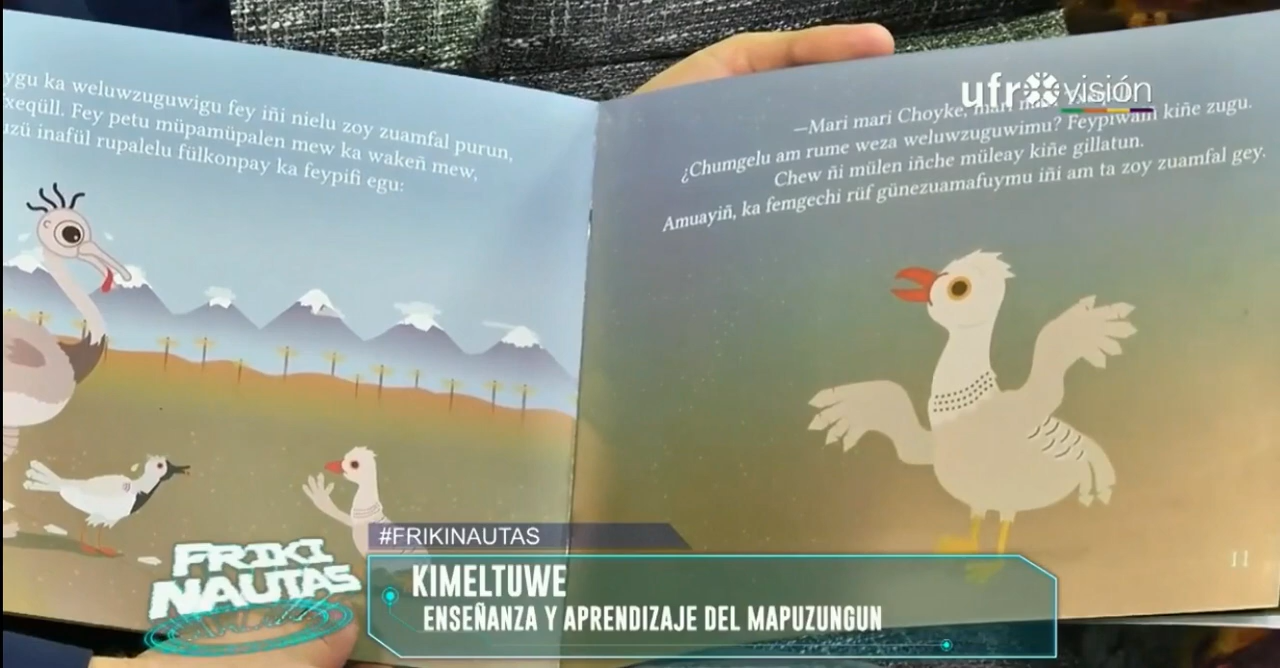 ygu ka weluwzuguwigu fey iñi nielu zoy zuamfal purun,
xeqüll. Fey petu müpamüpalen mew ka wakeñ mew,
inafül rupalelu fülkonpay ka feypifi egu:
ufro visión
—Mari mari Choyke, mari
¿Chumgelu am rume weza weluwzuguwimu? Feypiwain kiñe zugu.
Chew ñi mülen iñche müleay kiñe gillatun.
Amuayiñ, ka femgechi rüf günezuamafuymu iñi am ta zoy zuamfal gey.
11
#FRIKINAUTAS
FRIKI
NAUTAS
KIMELTUWE
ENSEÑANZA Y APRENDIZAJE DEL MAPUZUNGUN